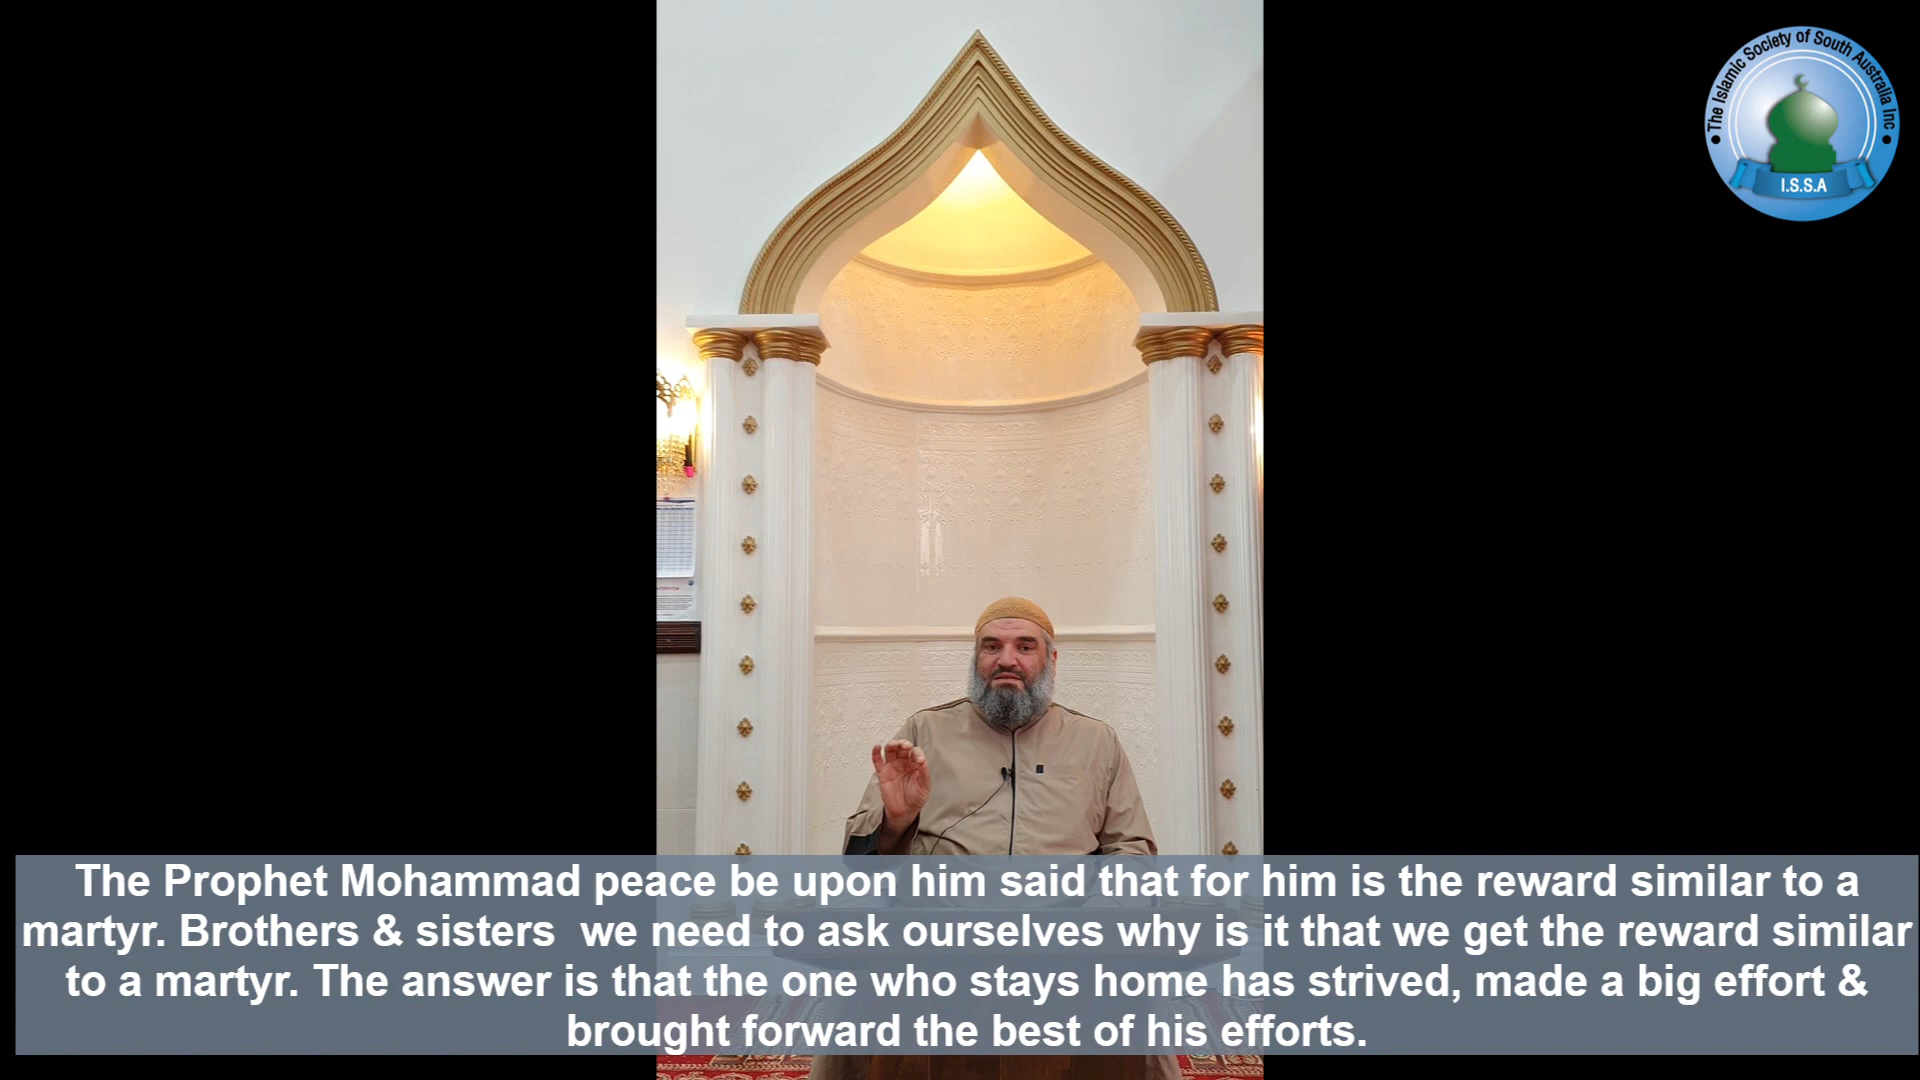 The Islamic Society of South Australia Inc
I.S.S.A
The Prophet Mohammad peace be upon him said that for him is the reward similar to a
martyr. Brothers & sisters  we need to ask ourselves why is it that we get the reward similar
to a martyr. The answer is that the one who stays home has strived, made a big effort &
brought forward the best of his efforts.